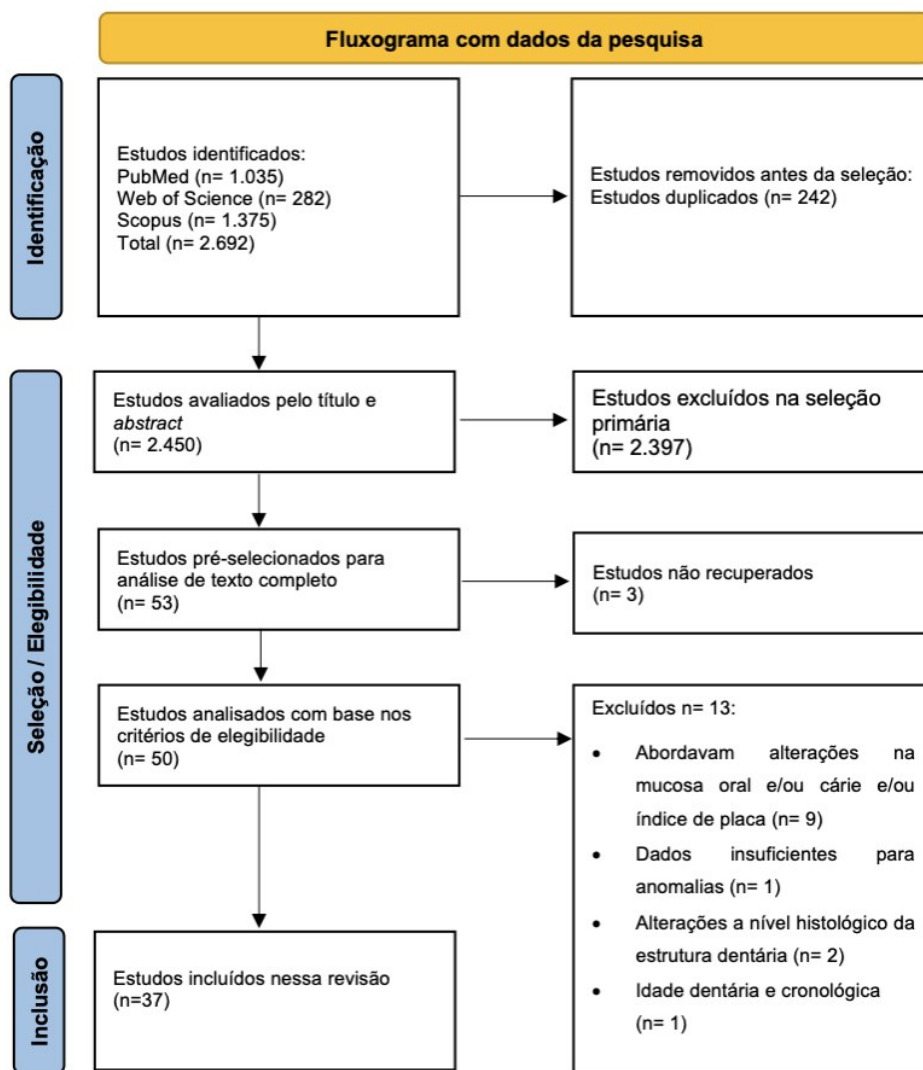 Fluxograma com dados da pesquisa
Identificação
Estudos identificados:
PubMed (n= 1.035)
Web of Science (n= 282)
Scopus (n= 1.375)
Total (n= 2.692)
Estudos removidos antes da seleção:
Estudos duplicados (n= 242)
Seleção / Elegibilidade
Estudos avaliados pelo título e
abstract
(n= 2.450)
Estudos excluídos na seleção
primária
(n= 2.397)
Estudos pré-selecionados para
análise de texto completo
(n= 53)
Estudos não recuperados
(n= 3)
Estudos analisados com base nos
critérios de elegibilidade
(n= 50)
Excluídos n= 13:
• Abordavam alterações na
mucosa oral e/ou cárie e/ou
índice de placa (n= 9)
• Dados insuficientes para
anomalias (n= 1)
• Alterações a nível histológico da
estrutura dentária (n= 2)
• Idade dentária e cronológica
(n= 1)
Inclusão
Estudos incluídos nessa revisão
(n=37)